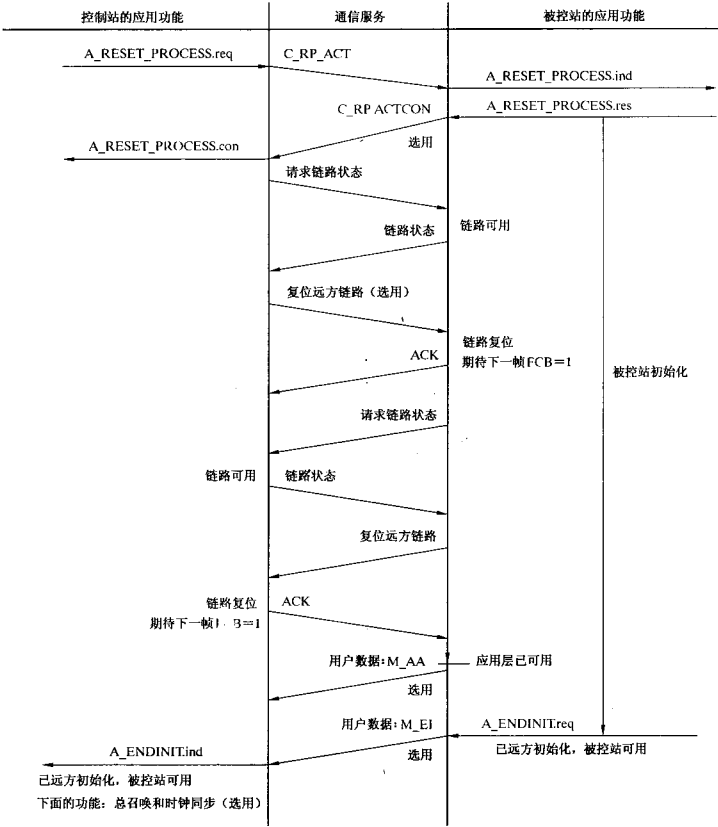 控制站的应用功能
通信服务
被控站的应用功能
A_RESET_PROCESS.req
C_RP_ACT
A_RESET_PROCESS.ind
C_RP ACTCON
A_RESET_PROCESS.res
选用
A_RESET_PROCESS.con
请求链路状态
链路状态
链路可用
复位远方链路（选用）
链路复位
ACK
期待下一帧FCB＝1
被控站初始化
请求链路状态
链路可用
链路状态
复位远方链路
链路复位
ACK
期待下一帧F B＝1
用户数据:M_AA
应用层已可用
选用
用户数据:M_EI
A_ENDINIT.req
选用
已远方初始化，被控站可用
A_ENDINIT.ind
已远方初始化，被控站可用
下面的功能：总召唤和时钟同步（选用）